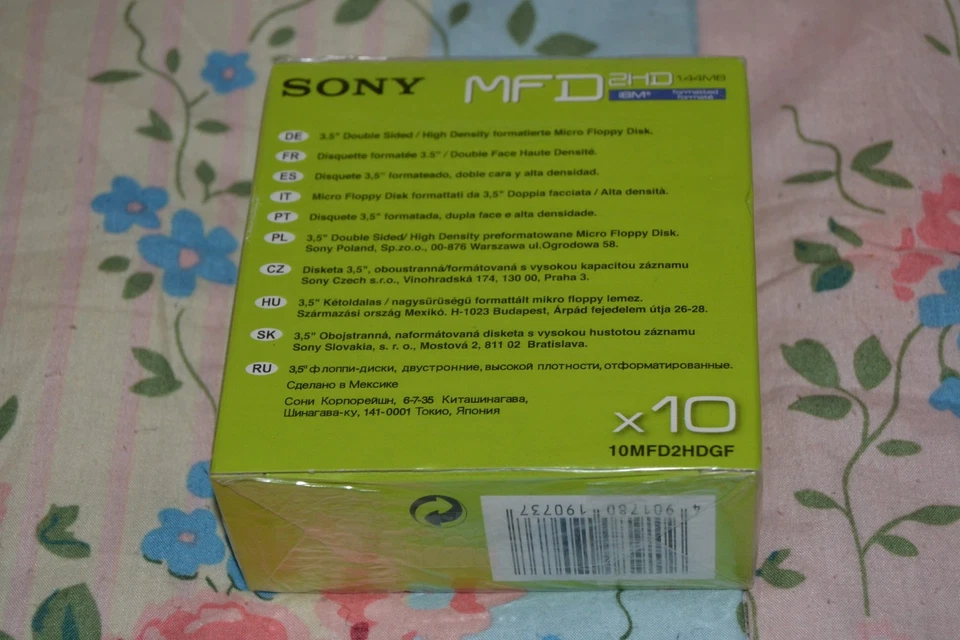 SONY MFD 2HD 1.44MB
IBM® formatted
formaté
DE 3.5" Double Sided / High Density formatierte Micro Floppy Disk.
FR Disquette formatée 3.5" / Double Face Haute Densité.
ES Disquete 3,5" formateado, doble cara y alta densidad.
IT Micro Floppy Disk formattati da 3,5" Doppia facciata / Alta densità.
PT Disquete 3,5" formatada, dupla face e alta densidade.
PL 3,5" Double Sided/ High Density preformatowane Micro Floppy Disk.
Sony Poland, Sp.zo.o., 00-876 Warszawa ul.Ogrodowa 58.
CZ Disketa 3,5", oboustranná/formátovaná s vysokou kapacitou záznamu
Sony Czech s.r.o., Vinohradská 174, 130 00, Praha 3.
HU 3,5" Kétoldalas / nagysűrűségű formattált mikro floppy lemez.
Származási ország Mexikó. H-1023 Budapest, Árpád fejedelem útja 26-28.
SK 3,5" Obojstranná, naformátovaná disketa s vysokou hustotou záznamu
Sony Slovakia, s. r. o., Mostová 2, 811 02 Bratislava.
RU 3,5" флоппи-диски, двустронние, высокой плотности, отформатированные.
Сделано в Мексике
Сони Корпорейшн, 6-7-35 Киташинагава,
Шинагава-ку, 141-0001 Токио, Япония
x10
10MFD2HDGF
4 901780 190737